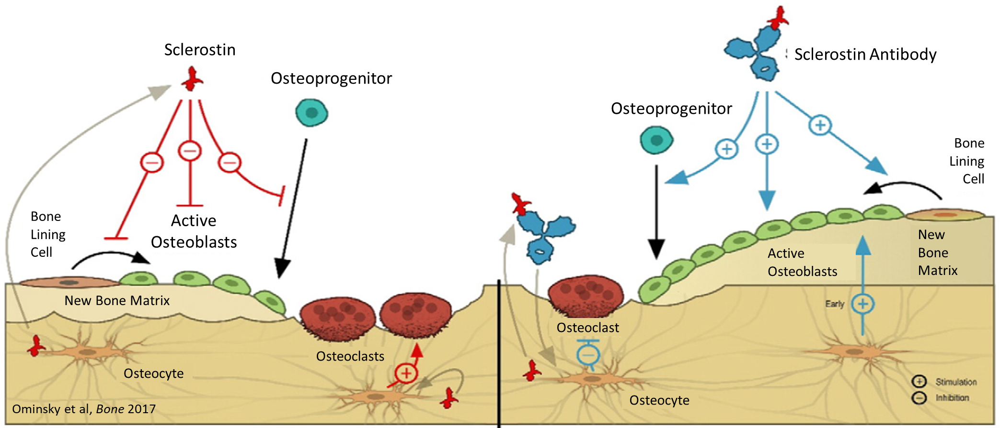 Sclerostin
Osteoprogenitor
Bone
Lining
Cell
Active
Osteoblasts
New Bone Matrix
Osteoclasts
Osteocyte
Ominsky et al, Bone 2017
Sclerostin Antibody
Osteoprogenitor
Bone
Lining
Cell
Active
Osteoblasts
New
Bone
Matrix
Early
Osteoclast
Osteocyte
Stimulation
Inhibition